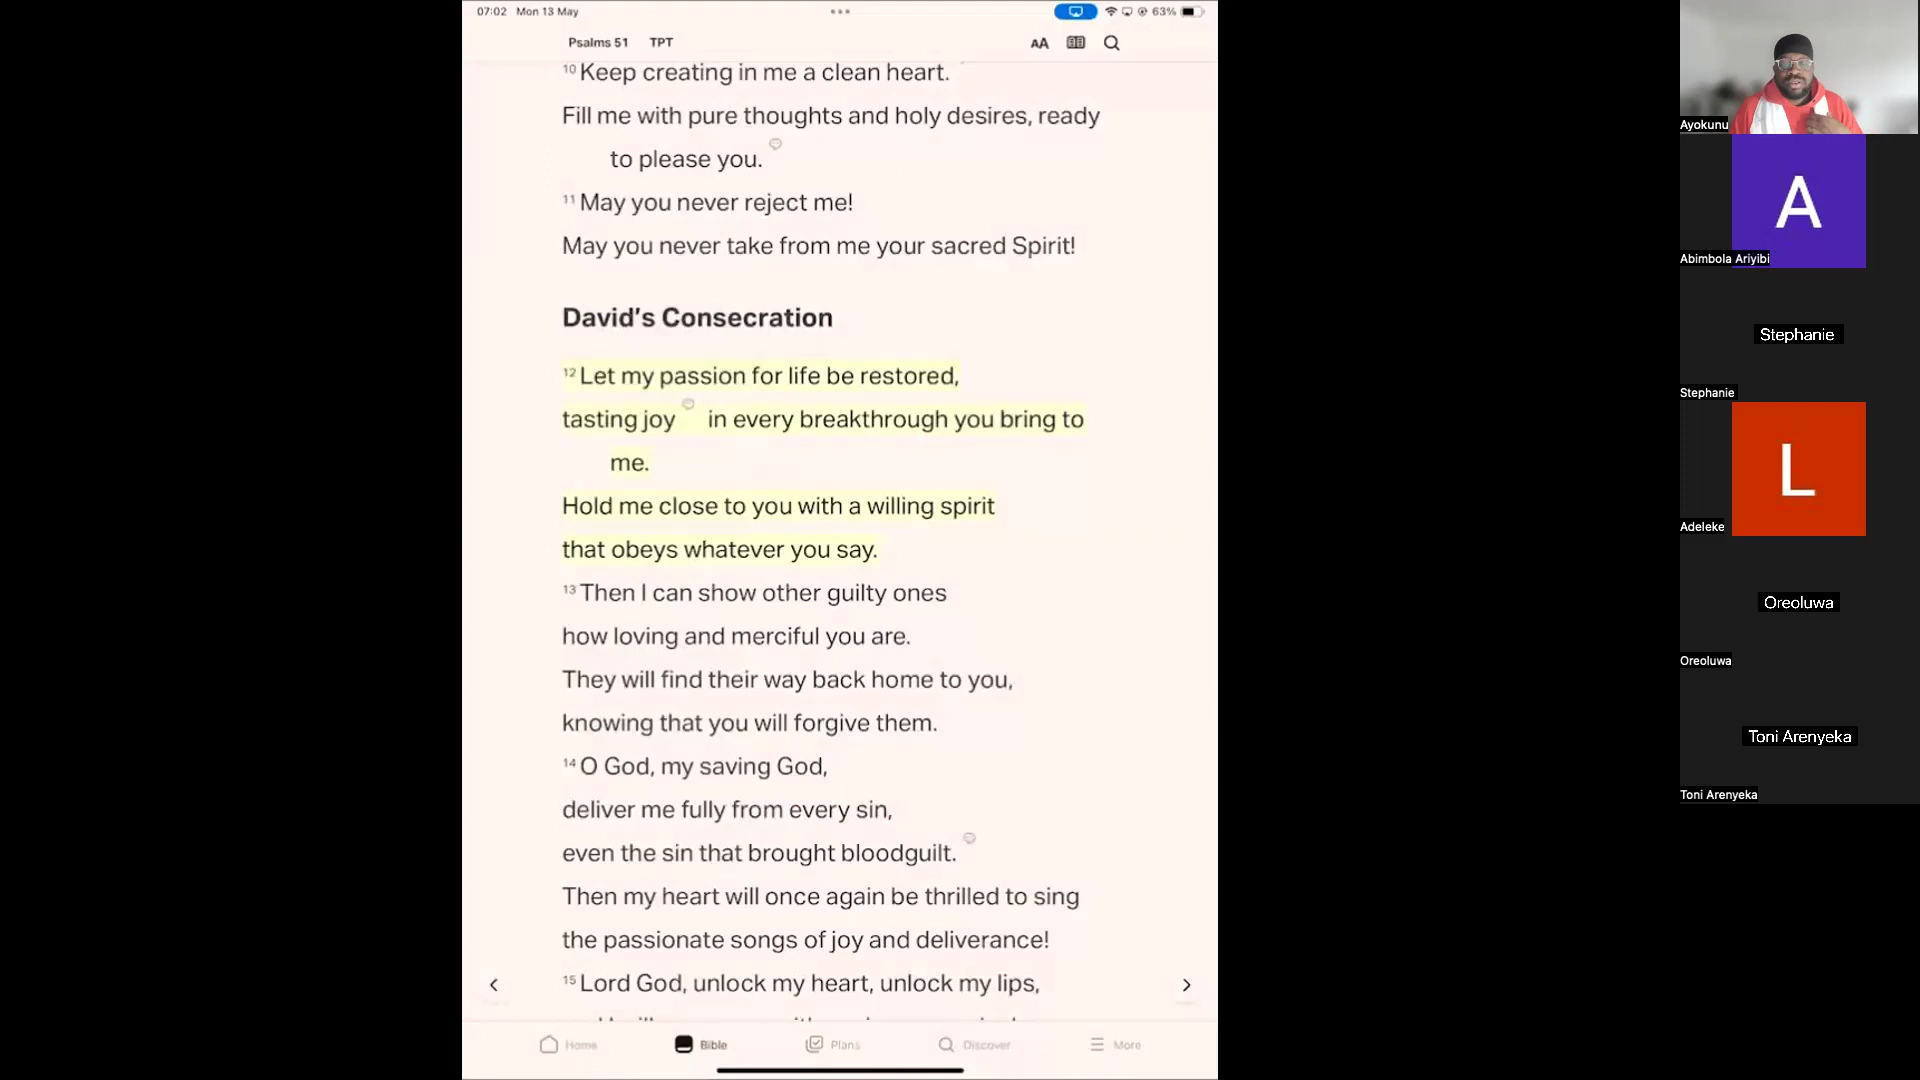 07:02 Mon 13 May
63%
Psalms 51 TPT
AA
10 Keep creating in me a clean heart.
Fill me with pure thoughts and holy desires, ready
to please you.
11 May you never reject me!
May you never take from me your sacred Spirit!
David's Consecration
12 Let my passion for life be restored,
tasting joy in every breakthrough you bring to
me.
Hold me close to you with a willing spirit
that obeys whatever you say.
13 Then I can show other guilty ones
how loving and merciful you are.
They will find their way back home to you,
knowing that you will forgive them.
14 O God, my saving God,
deliver me fully from every sin,
even the sin that brought bloodguilt.
Then my heart will once again be thrilled to sing
the passionate songs of joy and deliverance!
15 Lord God, unlock my heart, unlock my lips,
Home Bible Plans Discover More
Ayokunu
A
Abimbola Ariyibi
Stephanie
Stephanie
L
Adeleke
Oreoluwa
Oreoluwa
Toni Arenyeka
Toni Arenyeka